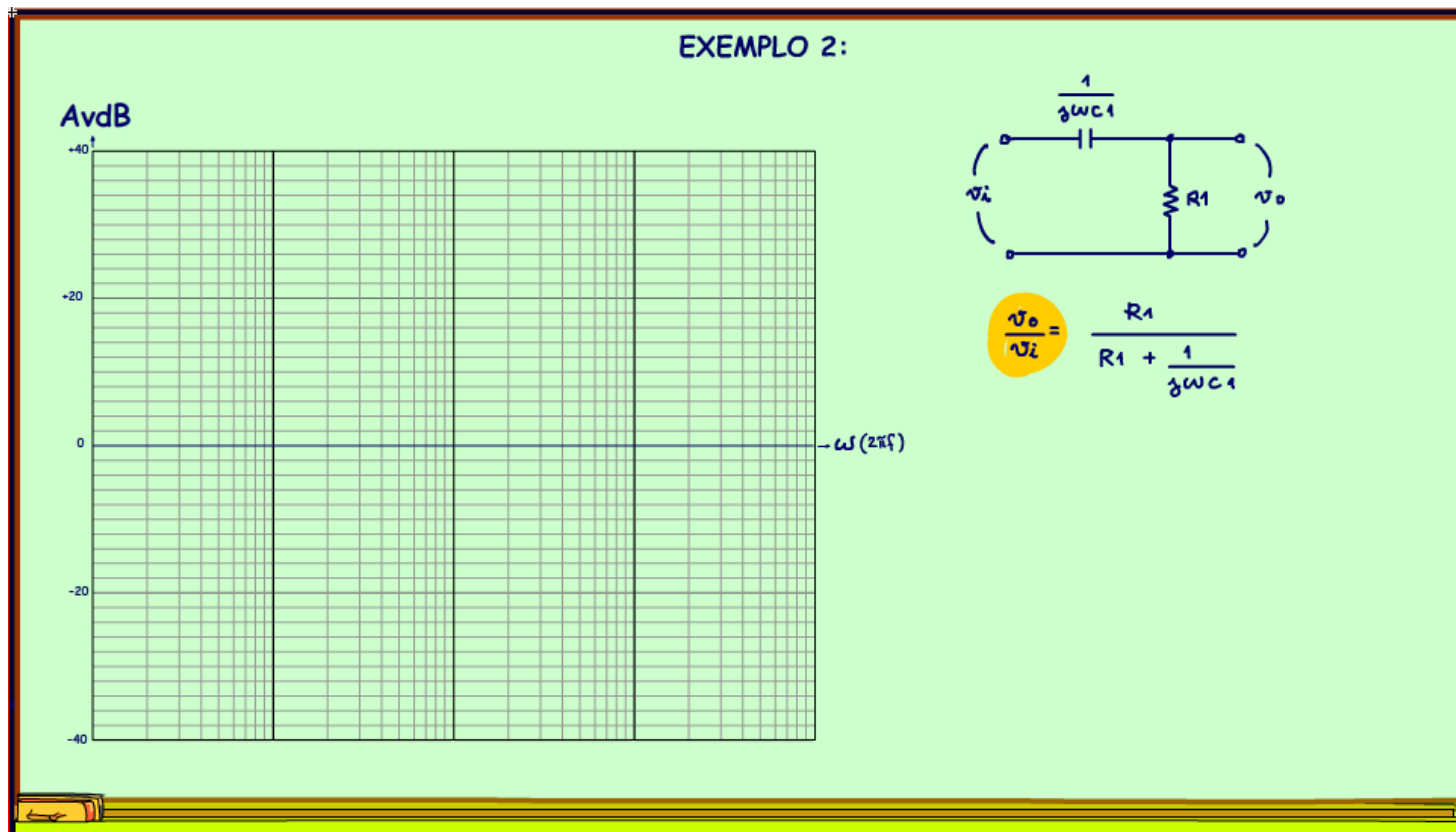 EXEMPLO 2:
AvdB
+40
+20
0
-20
-40
ω(2πf)
1
jωC1
vi
R1
vo
vo
vi
=
R1
R1 + 1
jωC1